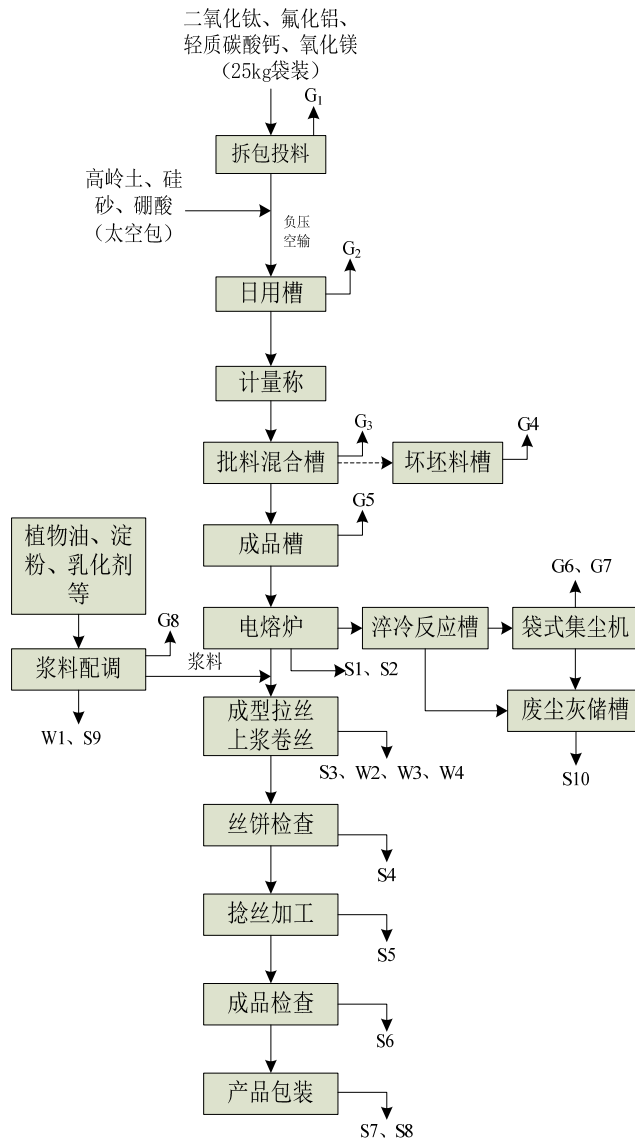 二氧化钛、氟化铝、
轻质碳酸钙、氧化镁
（25kg袋装）
G₁
拆包投料
高岭土、硅
砂、硼酸
（太空包）
负压
空输
G₂
日用槽
计量称
G₃
批料混合槽
G4
坏坯料槽
G5
成品槽
植物油、淀
粉、乳化剂
等
G8
浆料配调
浆料
W1、S9
电熔炉
S1、S2
淬冷反应槽
G6、G7
袋式集尘机
废尘灰储槽
S10
成型拉丝
上浆卷丝
S3、W2、W3、W4
丝饼检查
S4
捻丝加工
S5
成品检查
S6
产品包装
S7、S8